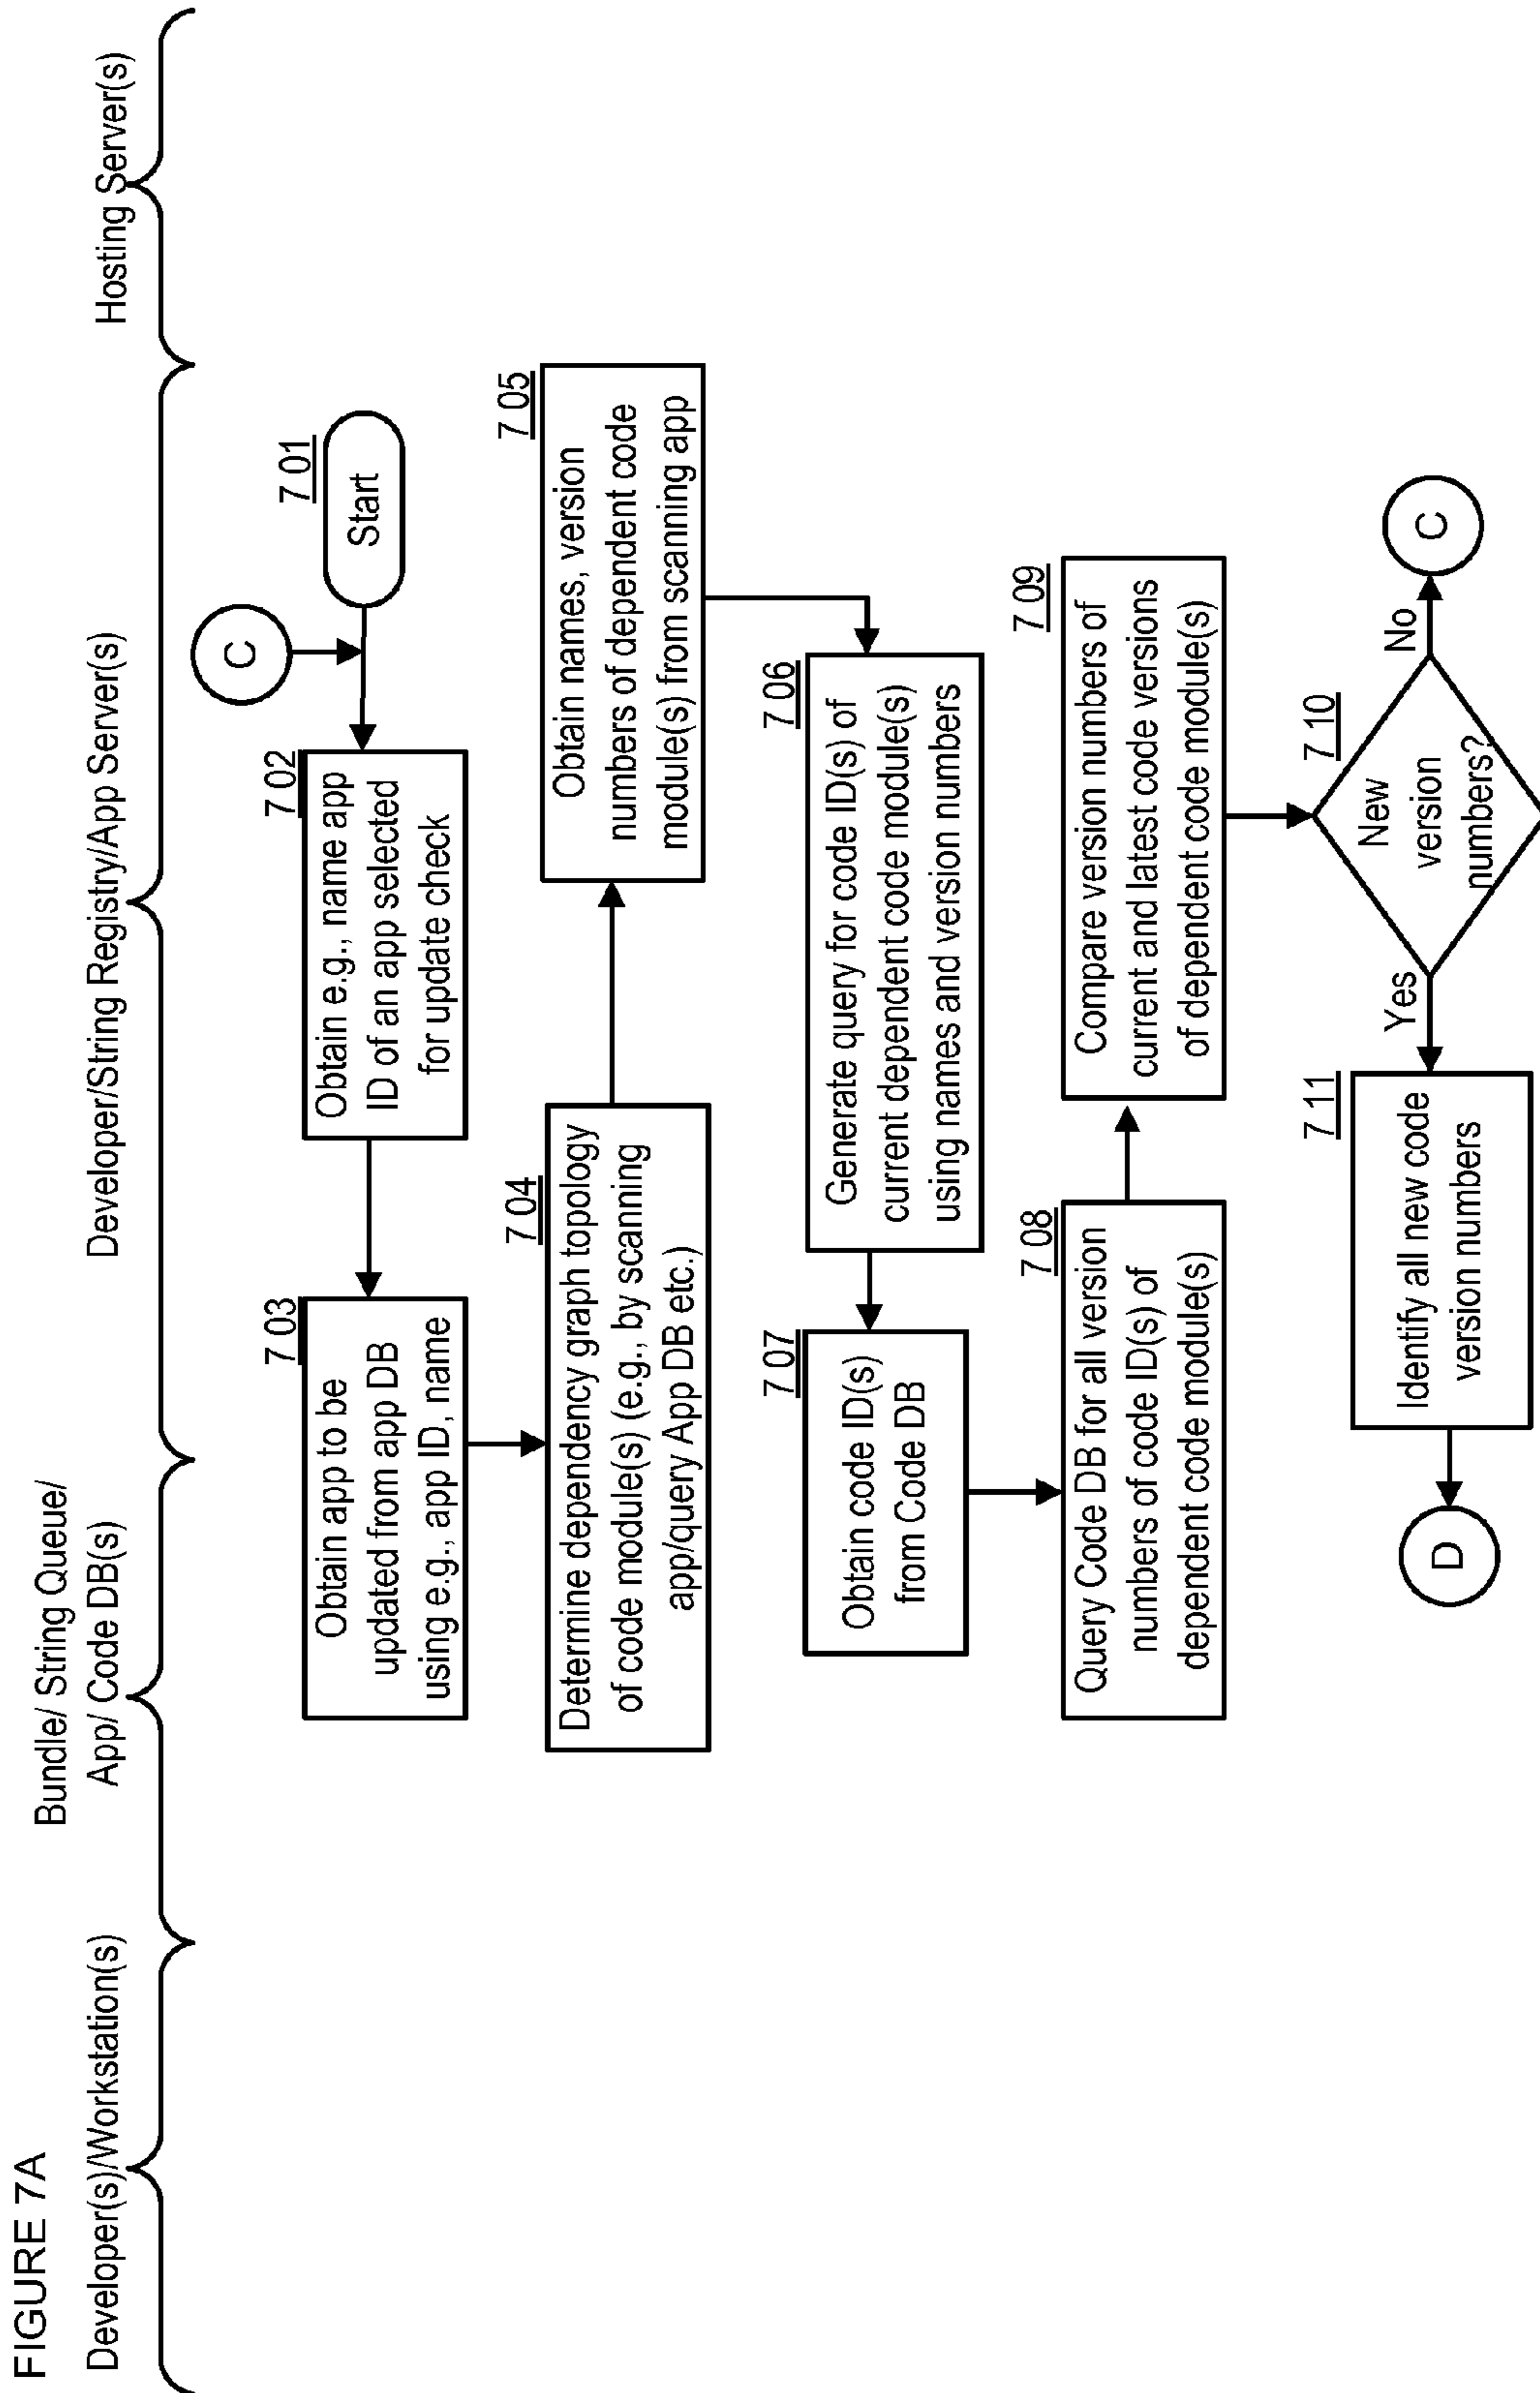 FIGURE 7A
Developer(s)/Workstation(s)
Bundle/ String Queue/
App/ Code DB(s)
Developer/String Registry/App Server(s)
Hosting Server(s)
7 01
Start
C
7 02
Obtain e.g., name app
ID of an app selected
for update check
7 03
Obtain app to be
updated from app DB
using e.g., app ID, name
7 04
Determine dependency graph topology
of code module(s) (e.g., by scanning
app/query App DB etc.)
7 05
Obtain names, version
numbers of dependent code
module(s) from scanning app
7 06
Generate query for code ID(s) of
current dependent code module(s)
using names and version numbers
7 07
Obtain code ID(s)
from Code DB
7 08
Query Code DB for all version
numbers of code ID(s) of
dependent code module(s)
7 09
Compare version numbers of
current and latest code versions
of dependent code module(s)
7 10
New
version
numbers?
No
C
Yes
7 11
Identify all new code
version numbers
D